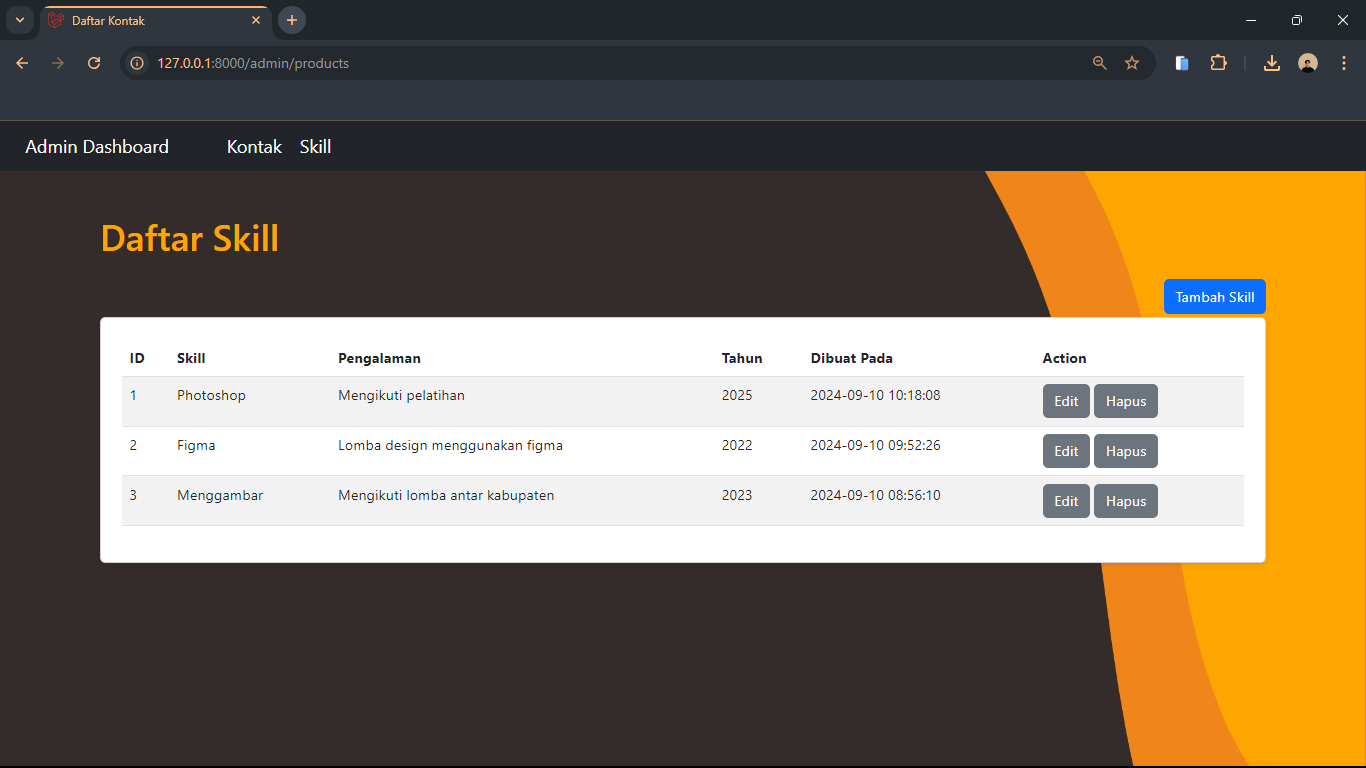 Daftar Kontak
127.0.0.1:8000/admin/products
Admin Dashboard Kontak Skill
Daftar Skill
Tambah Skill
ID Skill Pengalaman Tahun Dibuat Pada Action
1 Photoshop Mengikuti pelatihan 2025 2024-09-10 10:18:08 Edit Hapus
2 Figma Lomba design menggunakan figma 2022 2024-09-10 09:52:26 Edit Hapus
3 Menggambar Mengikuti lomba antar kabupaten 2023 2024-09-10 08:56:10 Edit Hapus